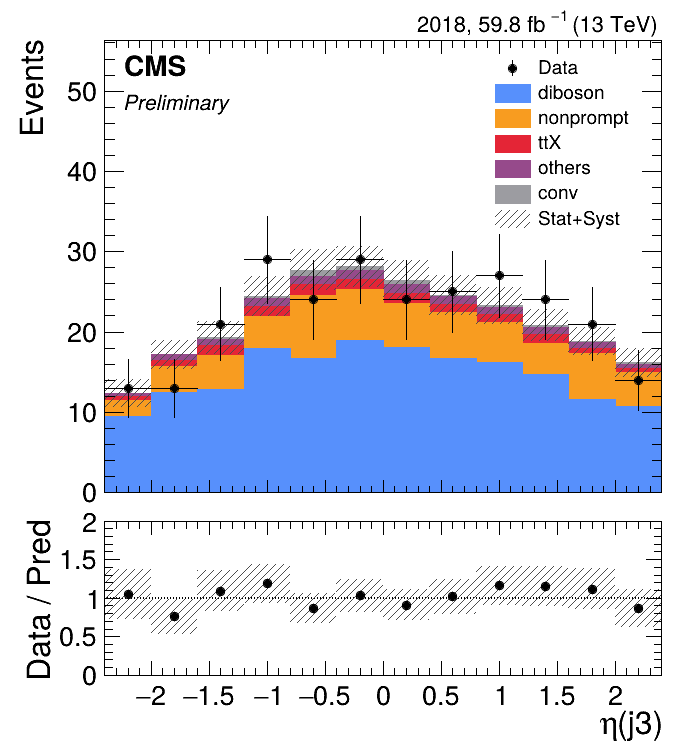 2018, 59.8 fb⁻¹ (13 TeV)
CMS
Preliminary
Events
50
40
30
20
10
0
Data
diboson
nonprompt
ttX
others
conv
Stat+Syst
Data / Pred
2
1.5
1
0.5
0
−2 −1.5 −1 −0.5 0 0.5 1 1.5 2
η(j3)